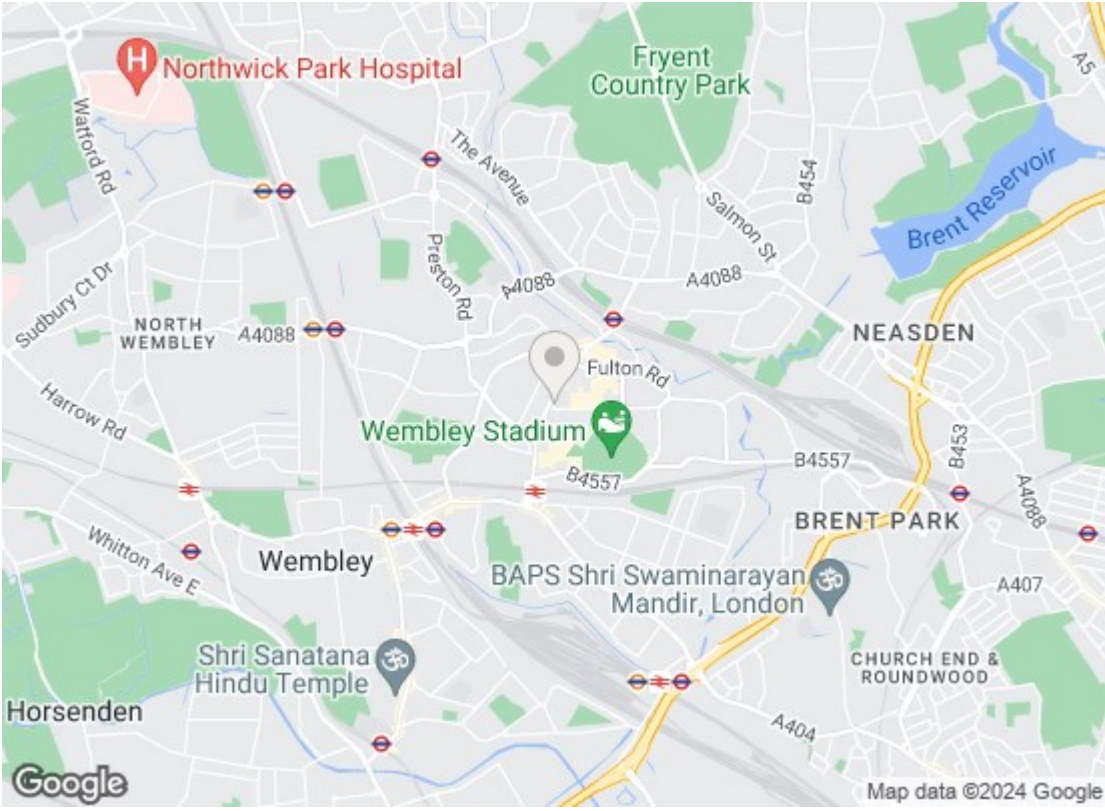 Fryent
Country Park
A5
H
Northwick Park Hospital
Watford Rd
The Avenue
B454
Salmon St
Brent Reservoir
Preston Rd
A4088
A4088
Sudbury Ct Dr
NORTH
WEMBLEY
A4088
NEASDEN
Fulton Rd
Harrow Rd
Wembley Stadium
B4557
B4557
B453
A4088
BRENT PARK
Whitton Ave E
Wembley
BAPS Shri Swaminarayan
Mandir, London
A407
Shri Sanatana
Hindu Temple
ॐ
ॐ
CHURCH END &
ROUNDWOOD
Horsenden
A404
Google
Map data ©2024 Google